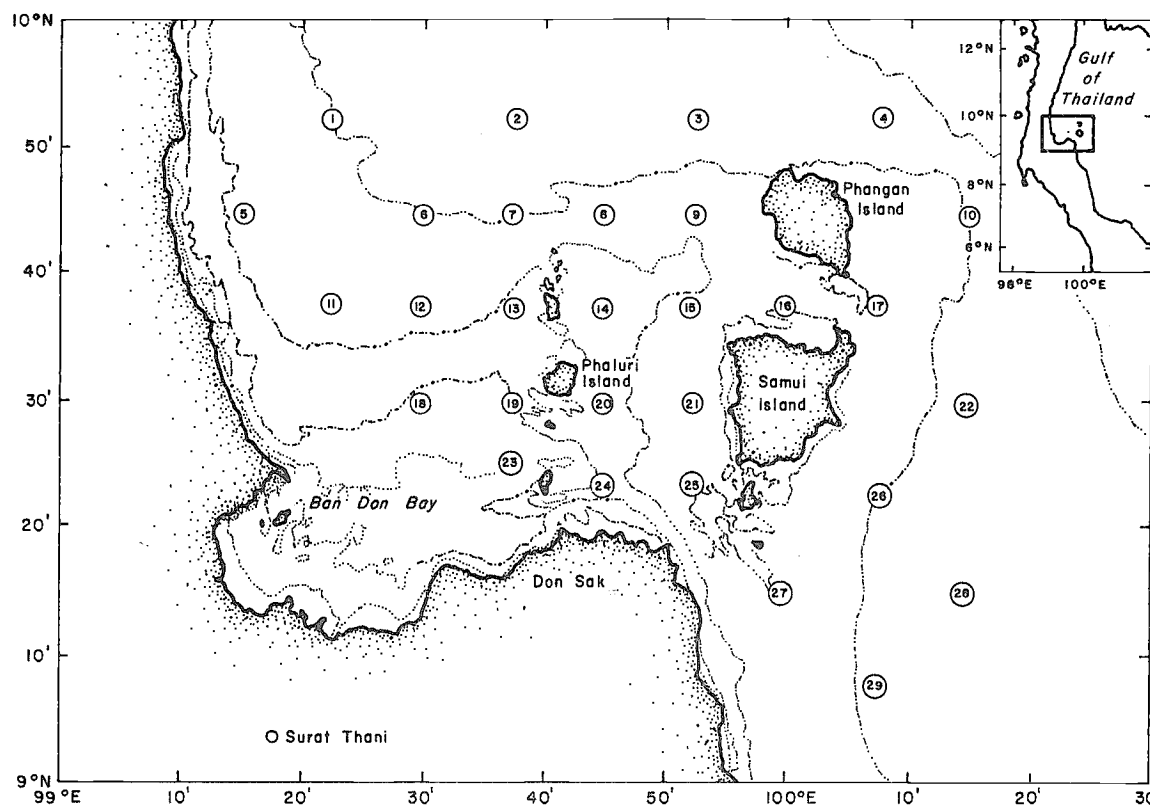 10°N
12°N
Gulf
of
Thailand
10°N
8°N
6°N
98°E
100°E
1
2
3
4
50'
Phangan
Island
5
6
7
8
9
10
40'
11
12
13
14
15
16
17
Phaluri
Island
Samui
island
30'
18
19
20
21
22
23
24
25
26
Ban Don Bay
20'
Don Sak
27
28
10'
29
Surat Thani
9°N
99°E
10'
20'
30'
40'
50'
100°E
10'
20'
30